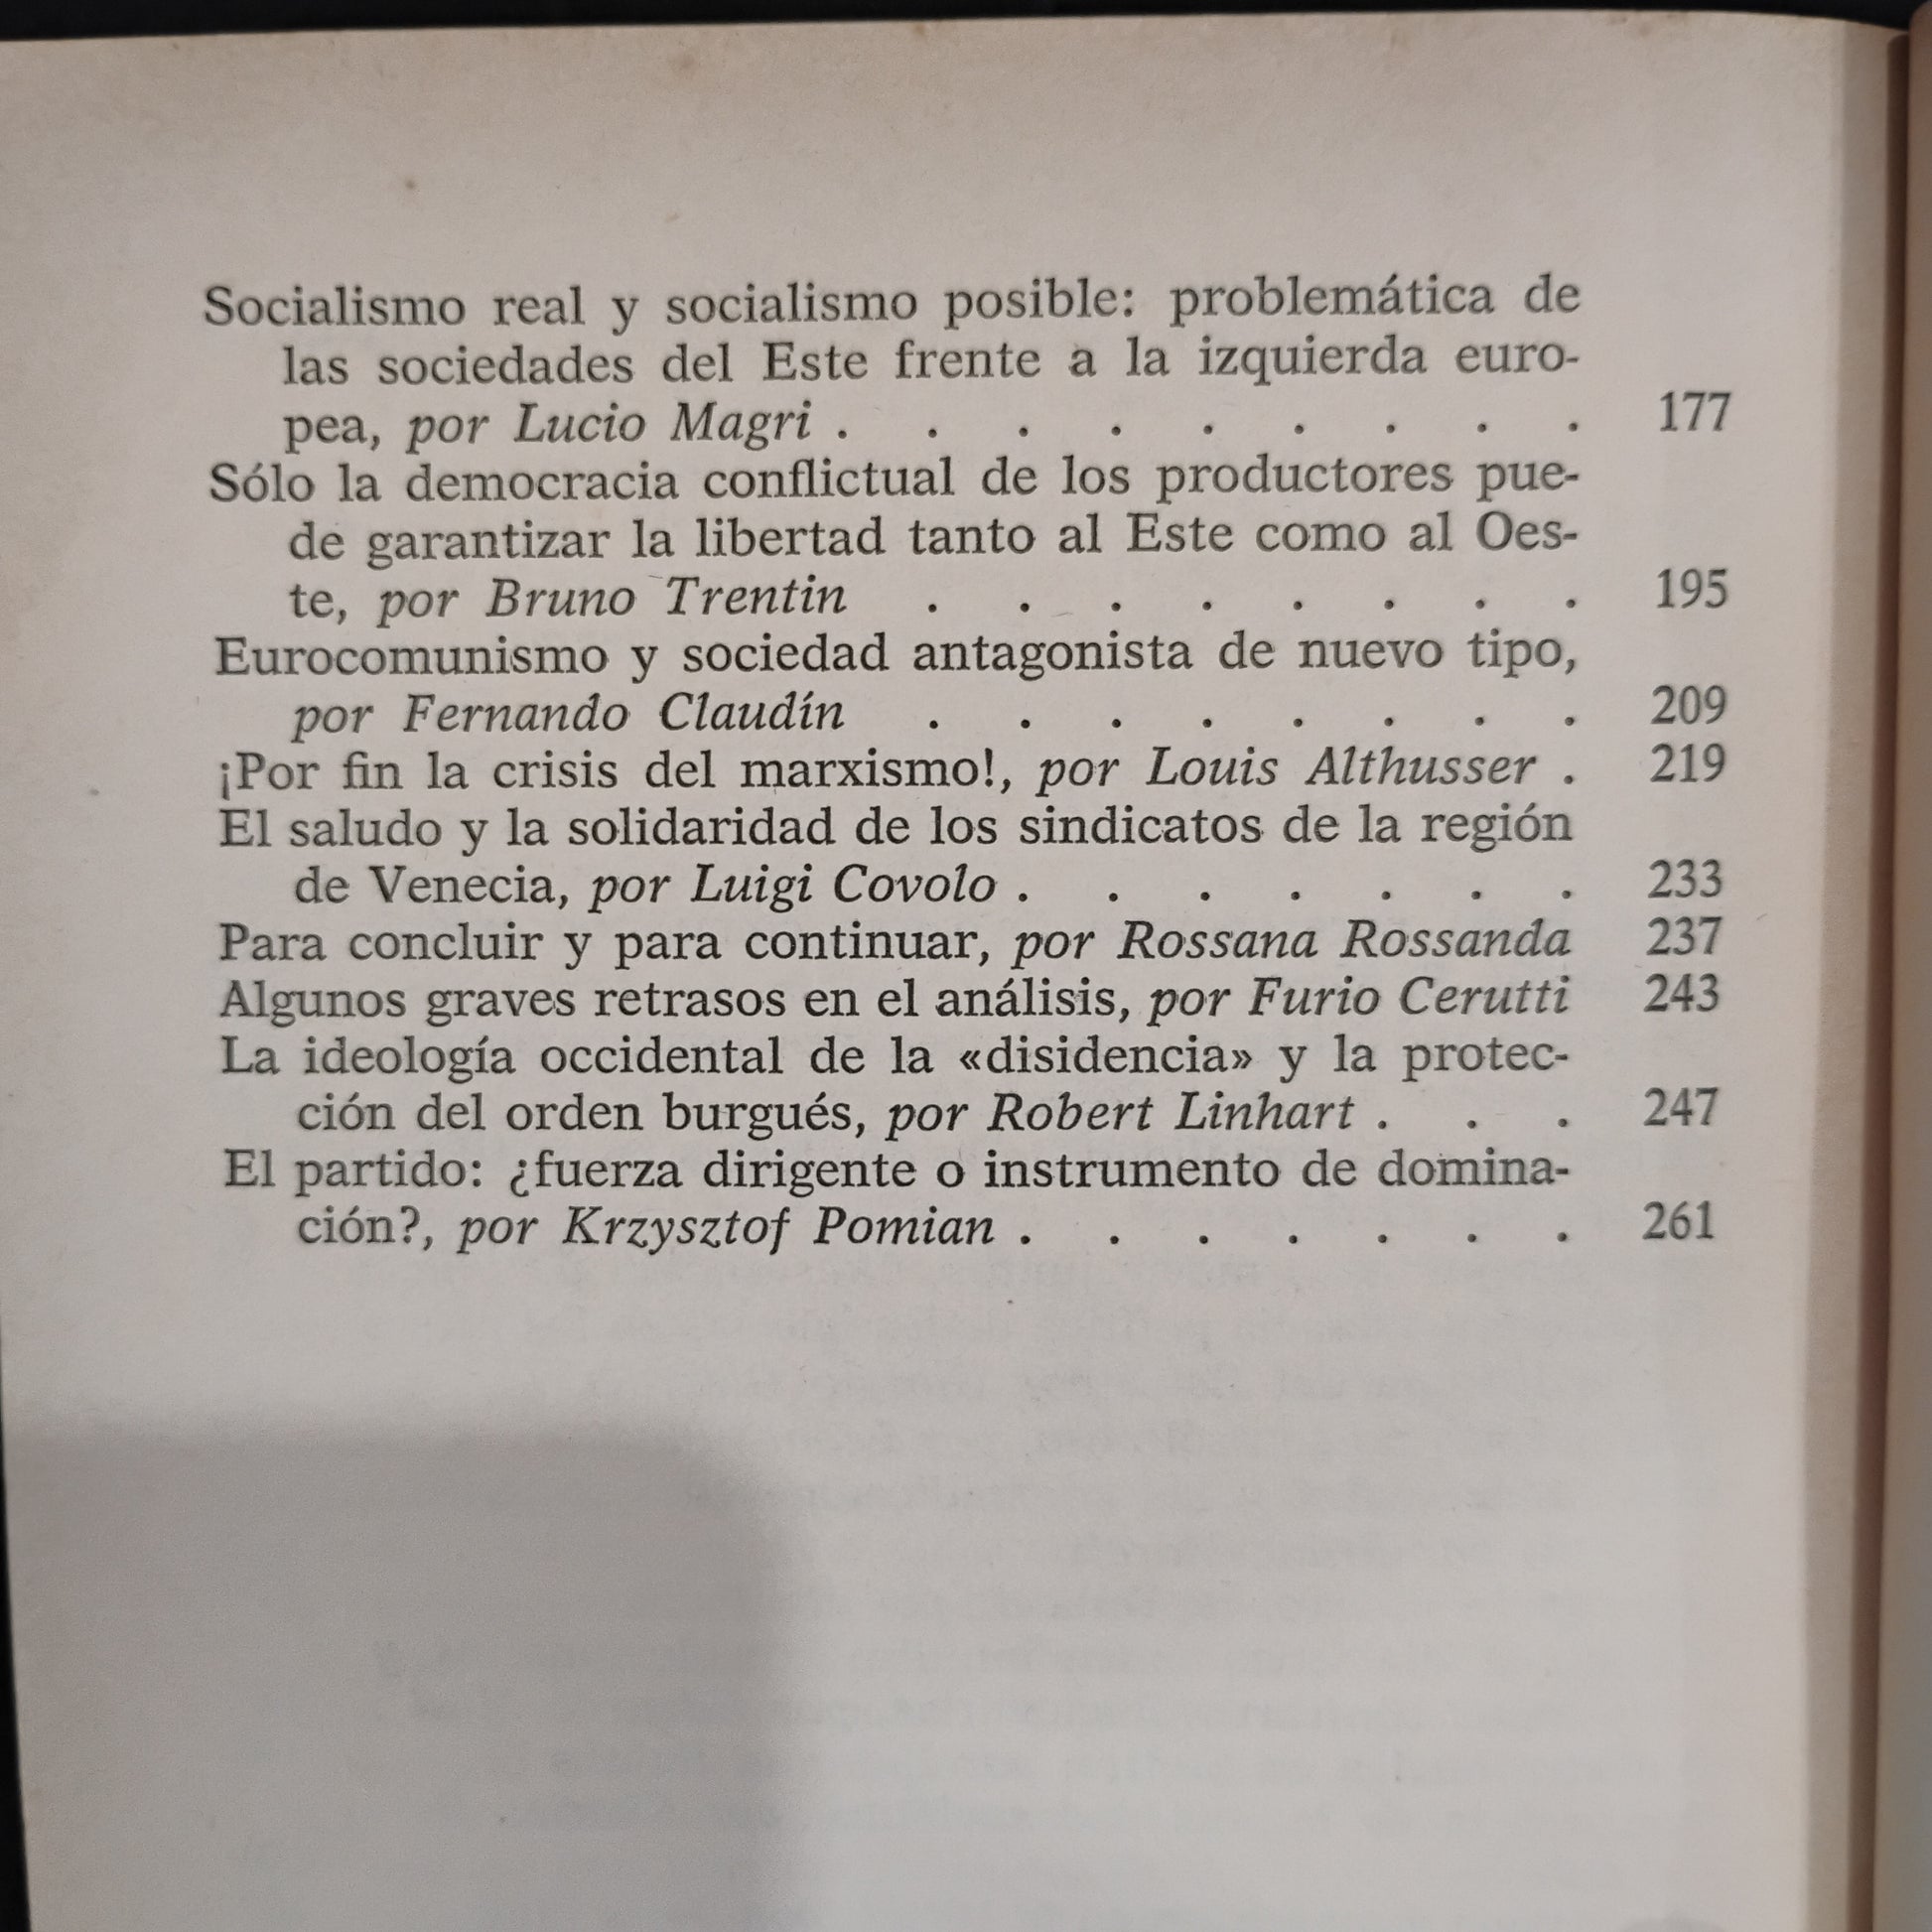 Socialismo real y socialismo posible: problemática de
las sociedades del Este frente a la izquierda euro-
pea, por Lucio Magri . . . . . . . . . 177
Sólo la democracia conflictual de los productores pue-
de garantizar la libertad tanto al Este como al Oes-
te, por Bruno Trentin . . . . . . . . 195
Eurocomunismo y sociedad antagonista de nuevo tipo,
por Fernando Claudín . . . . . . . . 209
¡Por fin la crisis del marxismo!, por Louis Althusser . 219
El saludo y la solidaridad de los sindicatos de la región
de Venecia, por Luigi Covolo . . . . . . . 233
Para concluir y para continuar, por Rossana Rossanda 237
Algunos graves retrasos en el análisis, por Furio Cerutti 243
La ideología occidental de la «disidencia» y la protec-
ción del orden burgués, por Robert Linhart . . . 247
El partido: ¿fuerza dirigente o instrumento de domina-
ción?, por Krzysztof Pomian . . . . . . . 261